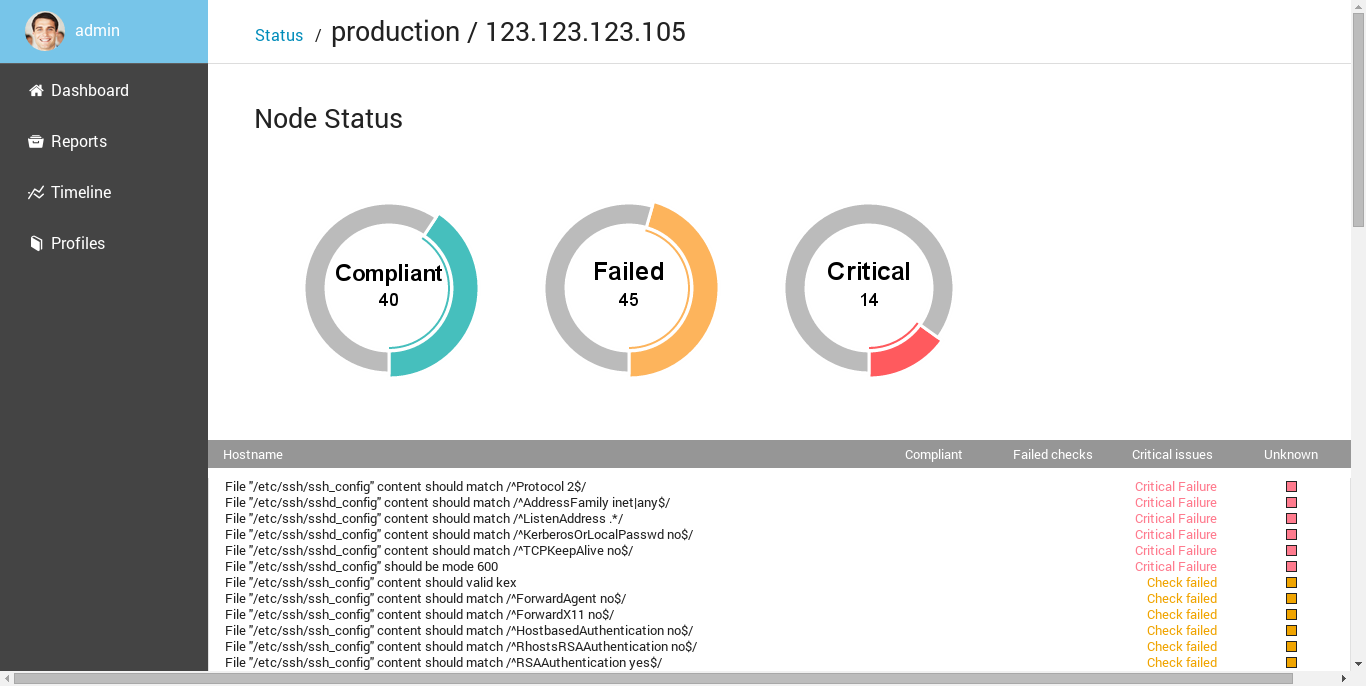 admin
Status / production / 123.123.123.105
Dashboard
Reports
Timeline
Profiles
Node Status
Compliant
40
Failed
45
Critical
14
Hostname Compliant Failed checks Critical issues Unknown
File "/etc/ssh/ssh_config" content should match /^Protocol 2$/ Critical Failure
File "/etc/ssh/sshd_config" content should match /^AddressFamily inet|any$/ Critical Failure
File "/etc/ssh/sshd_config" content should match /^ListenAddress .*/ Critical Failure
File "/etc/ssh/sshd_config" content should match /^KerberosOrLocalPasswd no$/ Critical Failure
File "/etc/ssh/sshd_config" content should match /^TCPKeepAlive no$/ Critical Failure
File "/etc/ssh/sshd_config" should be mode 600 Critical Failure
File "/etc/ssh/ssh_config" content should valid kex Check failed
File "/etc/ssh/ssh_config" content should match /^ForwardAgent no$/ Check failed
File "/etc/ssh/ssh_config" content should match /^ForwardX11 no$/ Check failed
File "/etc/ssh/ssh_config" content should match /^HostbasedAuthentication no$/ Check failed
File "/etc/ssh/ssh_config" content should match /^RhostsRSAAuthentication no$/ Check failed
File "/etc/ssh/ssh_config" content should match /^RSAAuthentication yes$/ Check failed